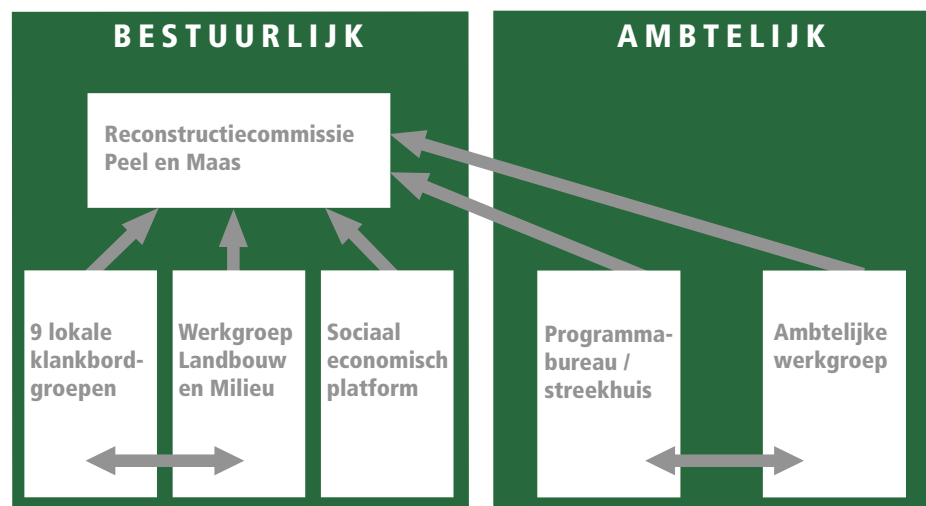 BESTUURLIJK
Reconstructiecommissie
Peel en Maas
9 lokale
klankbord-
groepen
Werkgroep
Landbouw
en Milieu
Sociaal
economisch
platform
AMBTELIJK
Programma-
bureau /
streekhuis
Ambtelijke
werkgroep